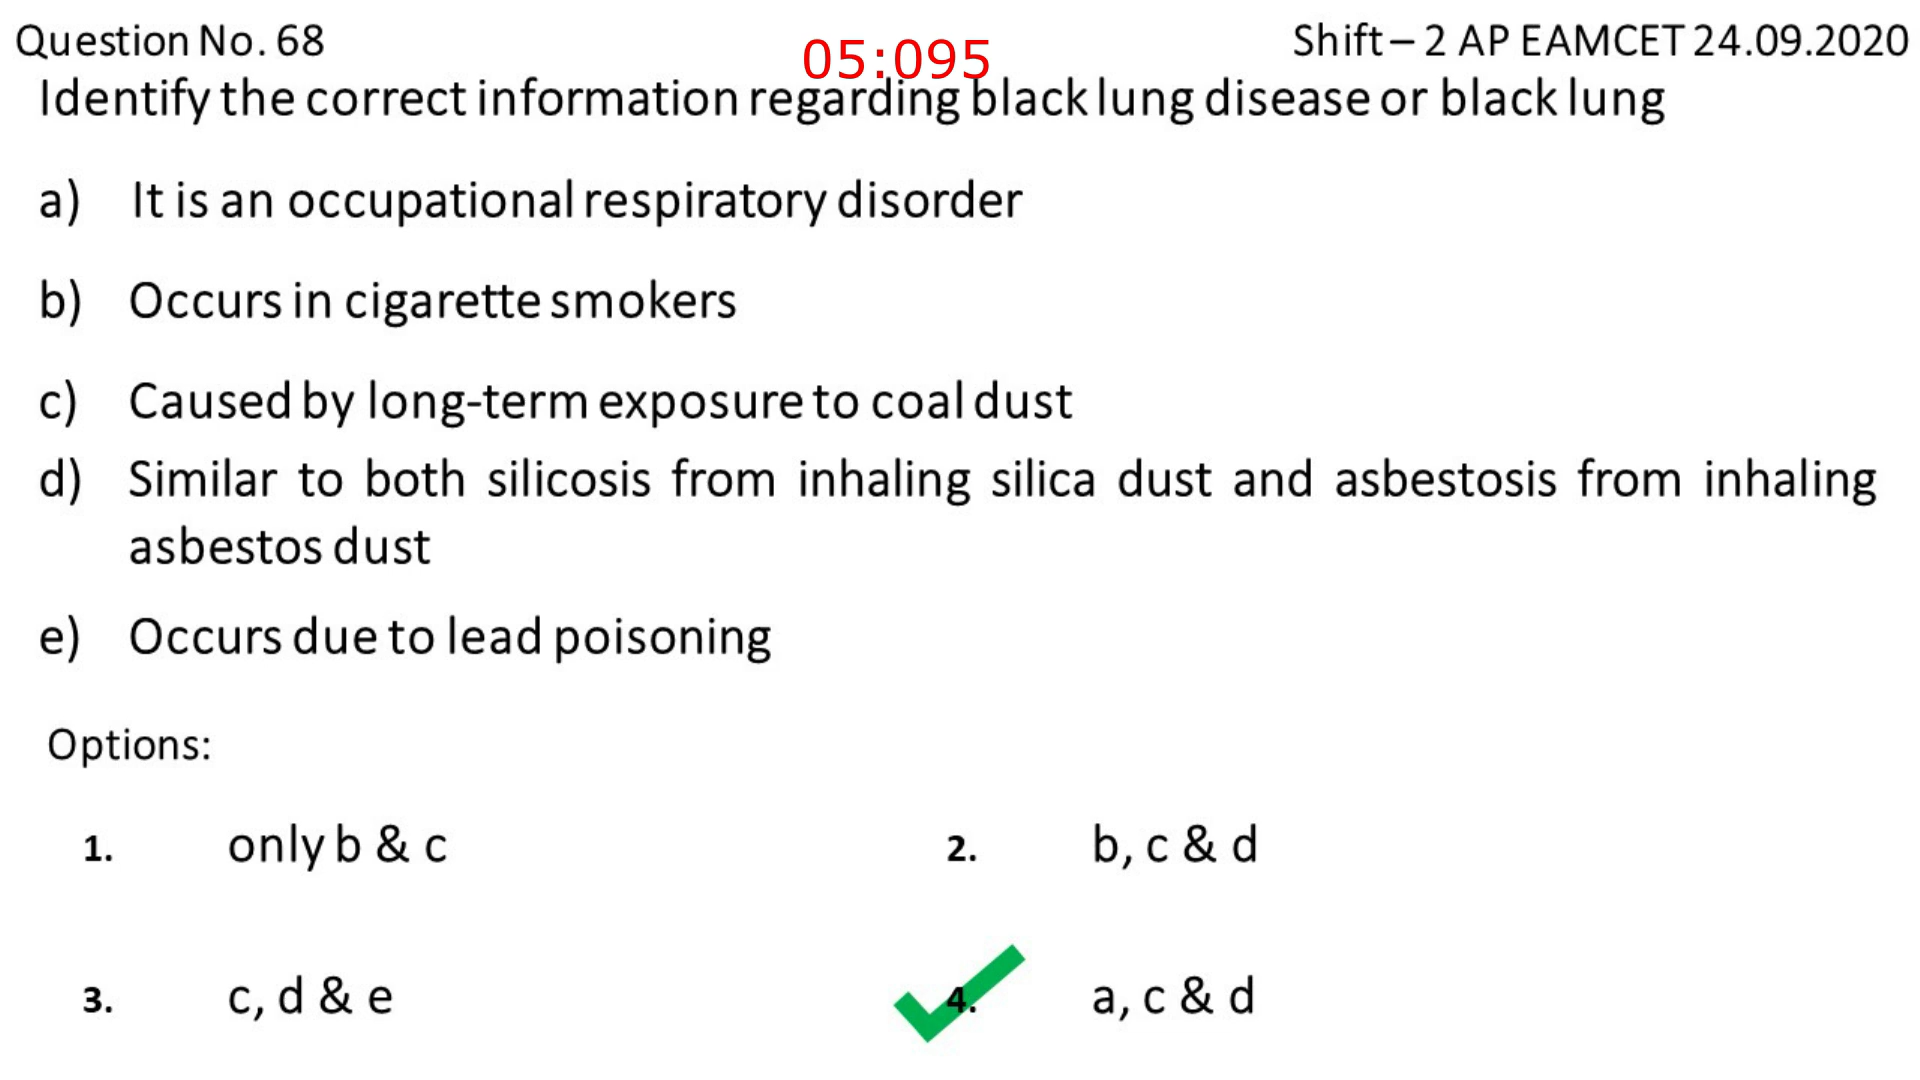 Question No. 68
05:095
Shift – 2 AP EAMCET 24.09.2020
Identify the correct information regarding black lung disease or black lung
a) It is an occupational respiratory disorder
b) Occurs in cigarette smokers
c) Caused by long-term exposure to coal dust
d) Similar to both silicosis from inhaling silica dust and asbestosis from inhaling
asbestos dust
e) Occurs due to lead poisoning
Options:
1. only b & c
2. b, c & d
3. c, d & e
4. a, c & d